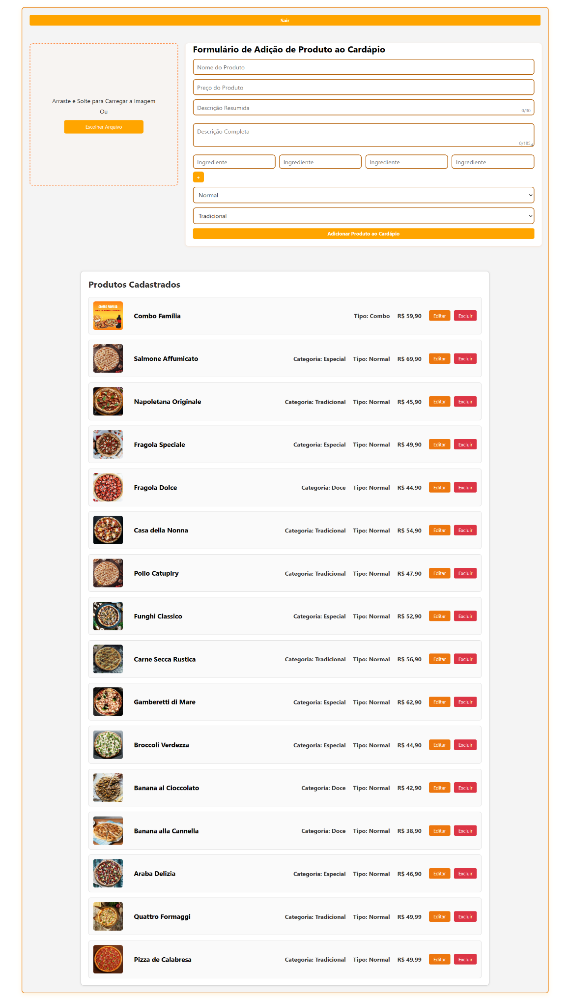 Sair
Arraste e Solte para Carregar a Imagem
Ou
Escolher Arquivo
Formulário de Adição de Produto ao Cardápio
Nome do Produto
Preço do Produto
Descrição Resumida
0/30
Descrição Completa
0/185
Ingrediente Ingrediente Ingrediente Ingrediente
+
Normal
Tradicional
Adicionar Produto ao Cardápio
Produtos Cadastrados
COMBO FAMÍLIA
Combo Família Tipo: Combo R$ 59,90 Editar Excluir
Salmone Affumicato Categoria: Especial Tipo: Normal R$ 69,90 Editar Excluir
Napoletana Originale Categoria: Tradicional Tipo: Normal R$ 45,90 Editar Excluir
Fragola Speciale Categoria: Especial Tipo: Normal R$ 49,90 Editar Excluir
Fragola Dolce Categoria: Doce Tipo: Normal R$ 44,90 Editar Excluir
Casa della Nonna Categoria: Tradicional Tipo: Normal R$ 54,90 Editar Excluir
Pollo Catupiry Categoria: Tradicional Tipo: Normal R$ 47,90 Editar Excluir
Funghi Classico Categoria: Especial Tipo: Normal R$ 52,90 Editar Excluir
Carne Secca Rustica Categoria: Tradicional Tipo: Normal R$ 56,90 Editar Excluir
Gamberetti di Mare Categoria: Especial Tipo: Normal R$ 62,90 Editar Excluir
Broccoli Verdezza Categoria: Especial Tipo: Normal R$ 44,90 Editar Excluir
Banana al Cioccolato Categoria: Doce Tipo: Normal R$ 42,90 Editar Excluir
Banana alla Cannella Categoria: Doce Tipo: Normal R$ 38,90 Editar Excluir
Araba Delizia Categoria: Especial Tipo: Normal R$ 46,90 Editar Excluir
Quattro Formaggi Categoria: Tradicional Tipo: Normal R$ 49,99 Editar Excluir
Pizza de Calabresa Categoria: Tradicional Tipo: Normal R$ 49,99 Editar Excluir